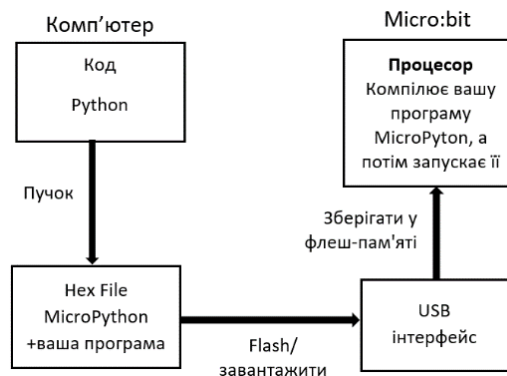 Комп’ютер
Код
Python
Пучок
Hex File
MicroPython
+ваша програма
Flash/
завантажити
Micro:bit
Процесор
Компілює вашу
програму
MicroPyton, а
потім запускає її
Зберігати у
флеш-пам'яті
USB
інтерфейс